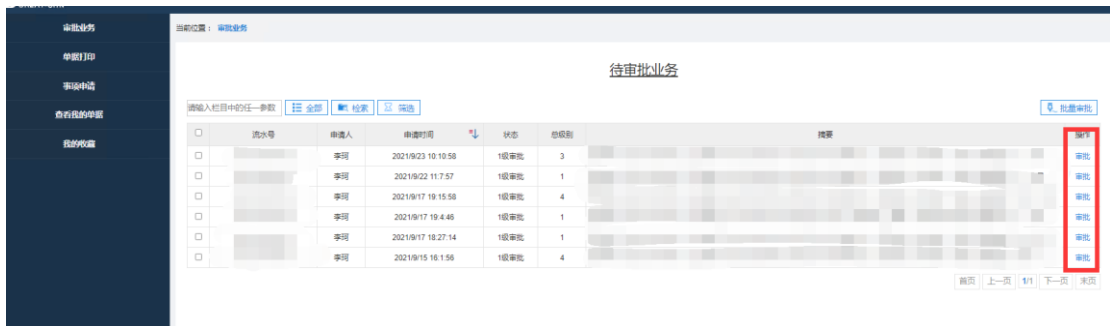 审批业务
单据打印
事项申请
查看我的单据
我的收藏
当前位置： 审批业务
待审批业务
请输入栏目中的任一参数 全部 检索 筛选 批量审批
流水号 申请人 申请时间 状态 总级别 摘要 操作
李珂 2021/9/23 10:10:58 1级审批 3 审批
李珂 2021/9/22 11:7:57 1级审批 1 审批
李珂 2021/9/17 19:15:58 1级审批 4 审批
李珂 2021/9/17 19:4:46 1级审批 1 审批
李珂 2021/9/17 18:27:14 1级审批 1 审批
李珂 2021/9/15 16:1:56 1级审批 4 审批
首页 上一页 1/1 下一页 末页